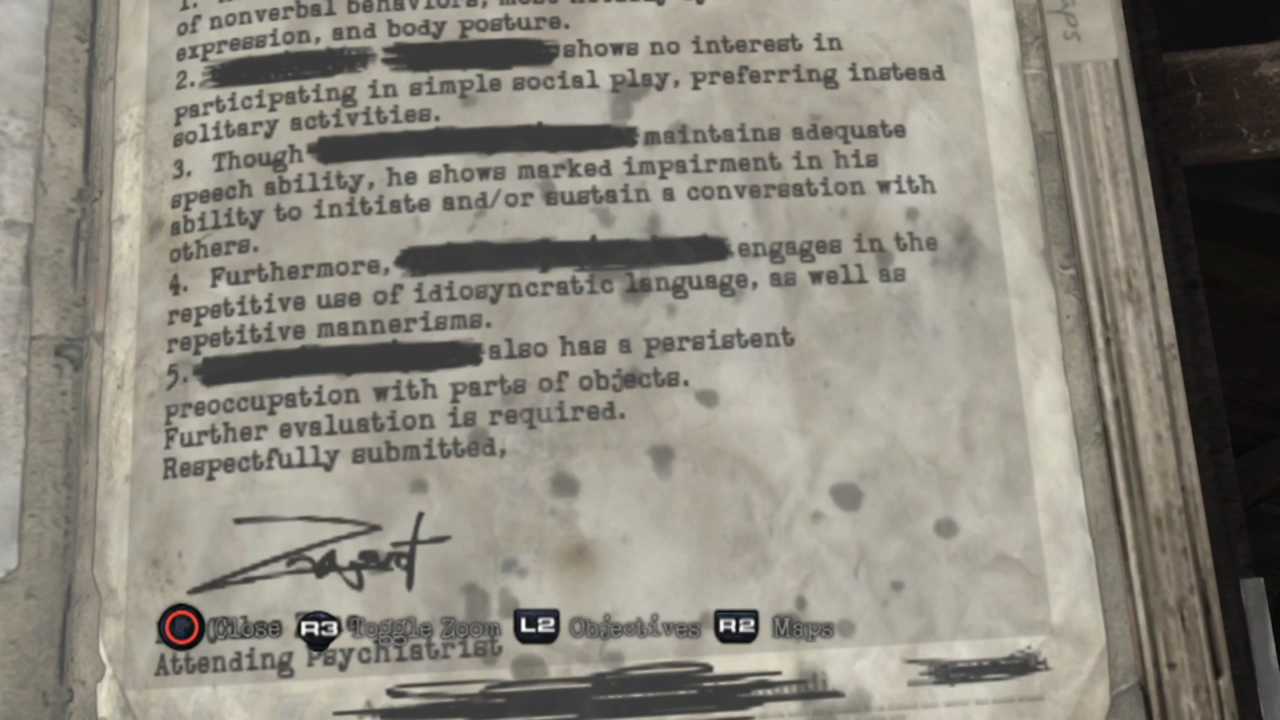 1.
of nonverbal behaviors, most notably
expression, and body posture.
2. shows no interest in
participating in simple social play, preferring instead
solitary activities.
3. Though maintains adequate
speech ability, he shows marked impairment in his
ability to initiate and/or sustain a conversation with
others.
4. Furthermore, engages in the
repetitive use of idiosyncratic language, as well as
repetitive mannerisms.
5. also has a persistent
preoccupation with parts of objects.
Further evaluation is required.
Respectfully submitted,
Close R3 Toggle Zoom L2 Objectives R2 Maps
Attending Psychiatrist